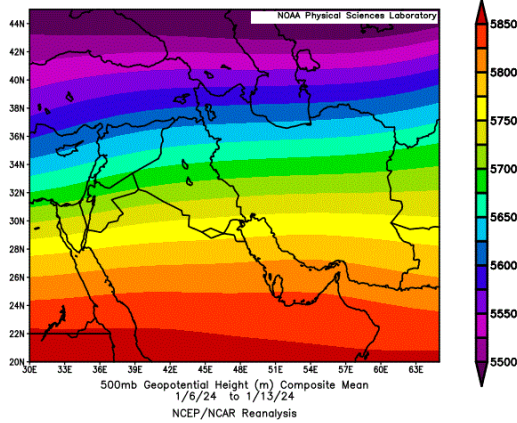 NOAA Physical Sciences Laboratory
44N
42N
40N
38N
36N
34N
32N
30N
28N
26N
24N
22N
20N
30E 33E 36E 39E 42E 45E 48E 51E 54E 57E 60E 63E
5850
5800
5750
5700
5650
5600
5550
5500
500mb Geopotential Height (m) Composite Mean
1/6/24 to 1/13/24
NCEP/NCAR Reanalysis